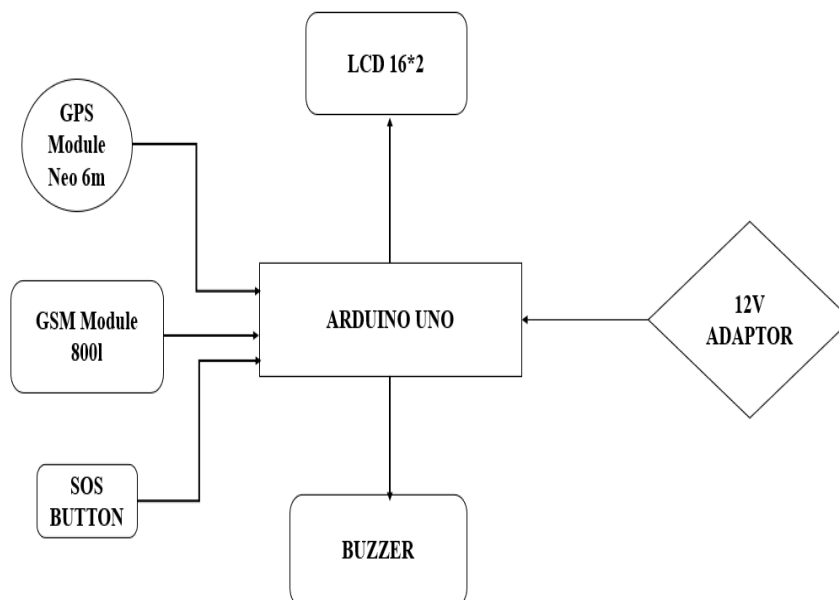 LCD 16*2
GPS
Module
Neo 6m
GSM Module
800l
ARDUINO UNO
12V
ADAPTOR
SOS
BUTTON
BUZZER